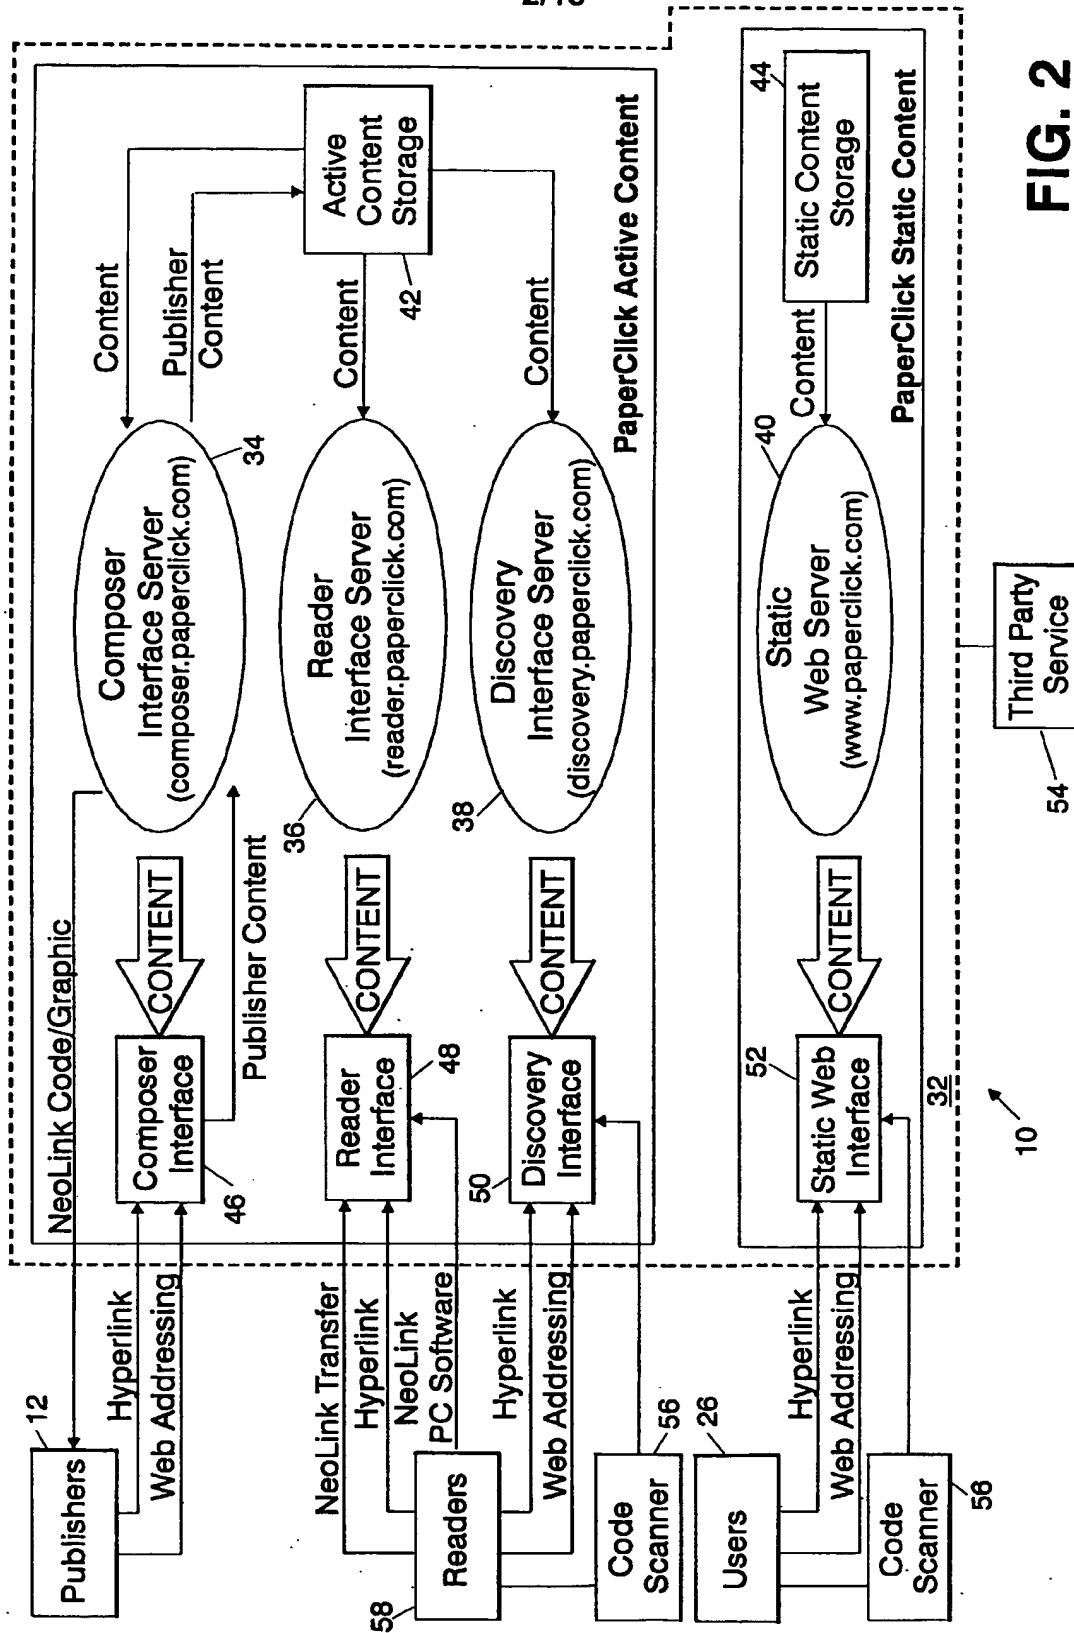 Publishers
12
Hyperlink
Web Addressing
NeoLink Code/Graphic
Composer
Interface
46
CONTENT
Publisher Content
Composer
Interface Server
(composer.paperclick.com)
34
Content
Publisher
Content
Active
Content
Storage
42
Readers
58
NeoLink Transfer
Hyperlink
NeoLink
PC Software
Reader
Interface
48
CONTENT
Reader
Interface Server
(reader.paperclick.com)
36
Content
Hyperlink
Web Addressing
Code
Scanner
56
Discovery
Interface
50
CONTENT
Discovery
Interface Server
(discovery.paperclick.com)
38
Content
PaperClick Active Content
Users
26
Hyperlink
Web Addressing
Code
Scanner
56
Static Web
Interface
52
CONTENT
Static
Web Server
(www.paperclick.com)
40
Content
Static Content
Storage
44
PaperClick Static Content
32
10
Third Party
Service
54
FIG. 2